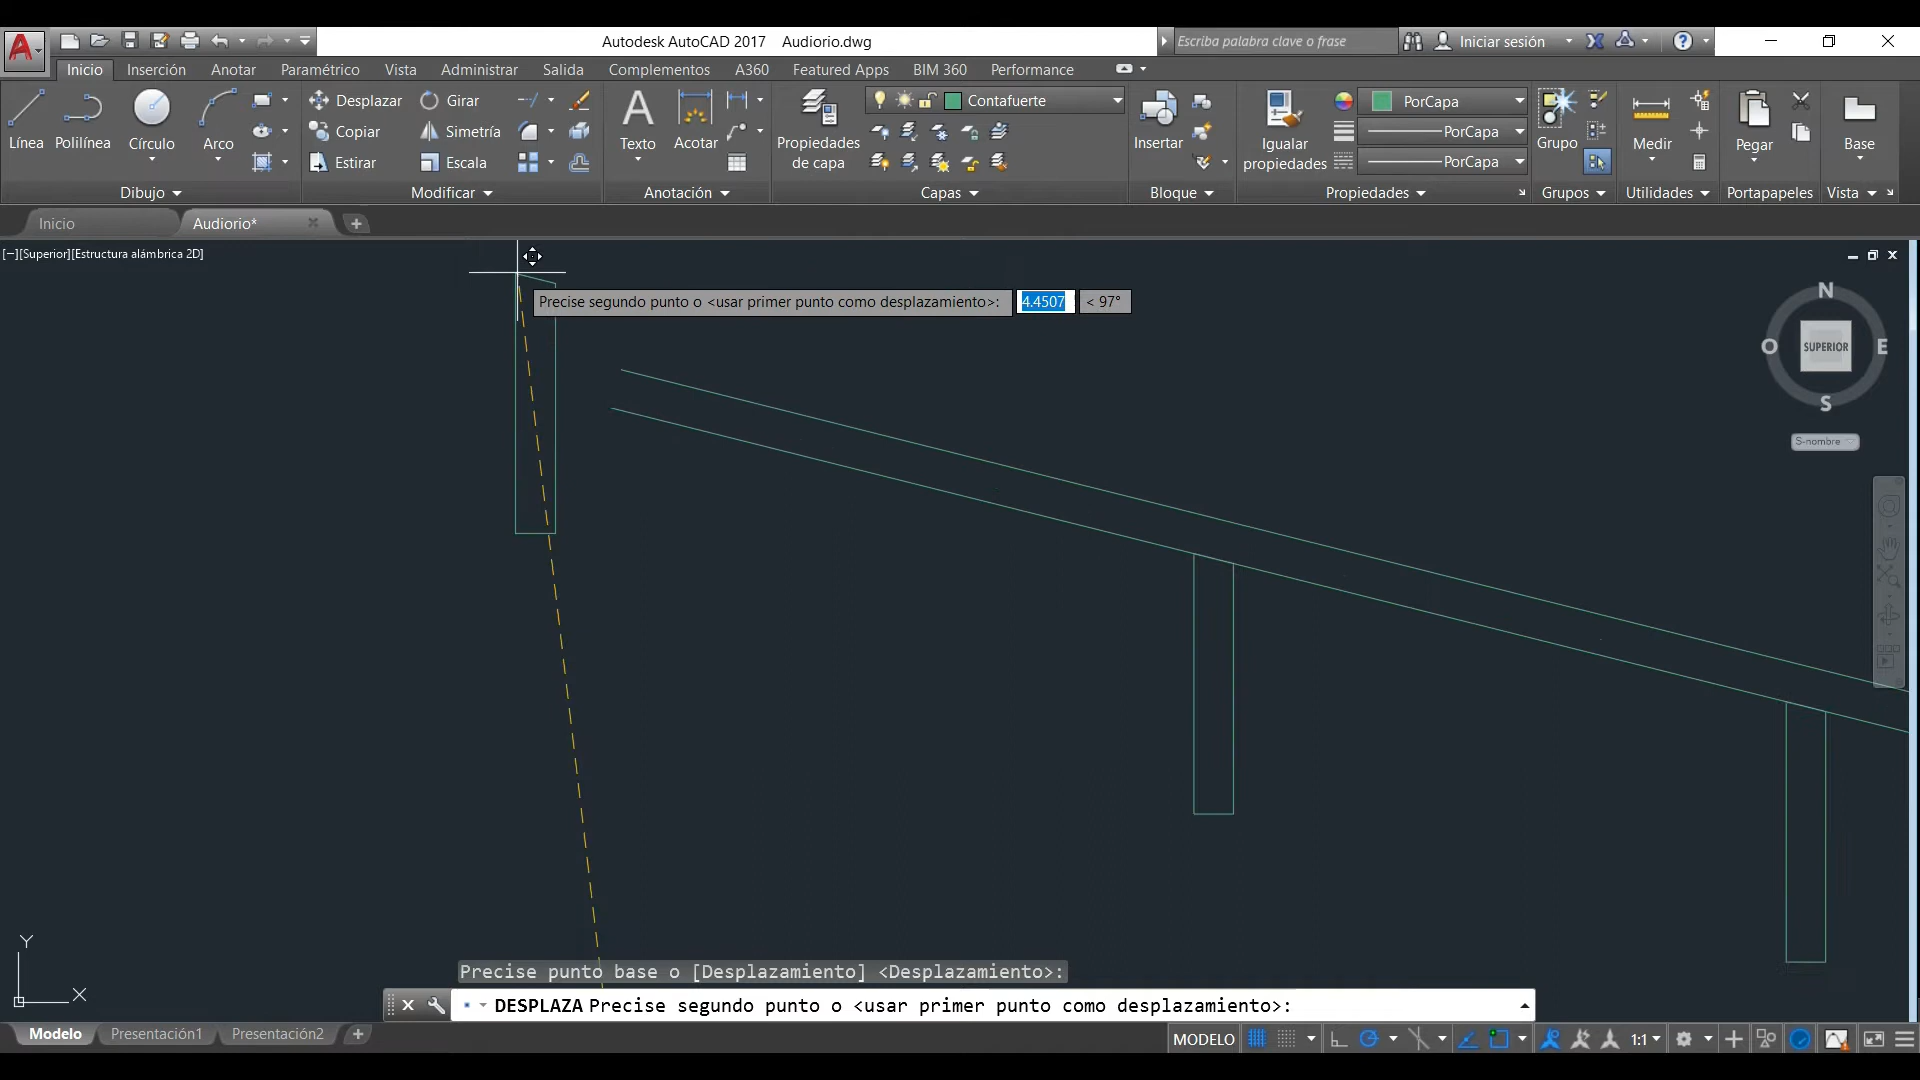 A
Autodesk AutoCAD 2017 Audiorio.dwg
Escriba palabra clave o frase
Iniciar sesión
Inicio Inserción Anotar Paramétrico Vista Administrar Salida Complementos A360 Featured Apps BIM 360 Performance
Línea Polilínea Círculo Arco
Desplazar Girar
Copiar Simetría
Estirar Escala
A
Texto Acotar
Propiedades
de capa
Contafuerte
Insertar
Igualar
propiedades
PorCapa
PorCapa
PorCapa
Grupo
Medir
Pegar
Base
Dibujo Modificar Anotación Capas Bloque Propiedades Grupos Utilidades Portapapeles Vista
Inicio Audiorio*
[−][Superior][Estructura alámbrica 2D]
Precise segundo punto o <usar primer punto como desplazamiento>: 4.4507 < 97°
N
O SUPERIOR E
S
S-nombre
Y
X
Precise punto base o [Desplazamiento] <Desplazamiento>:
DESPLAZA Precise segundo punto o <usar primer punto como desplazamiento>:
Modelo Presentación1 Presentación2
MODELO 1:1